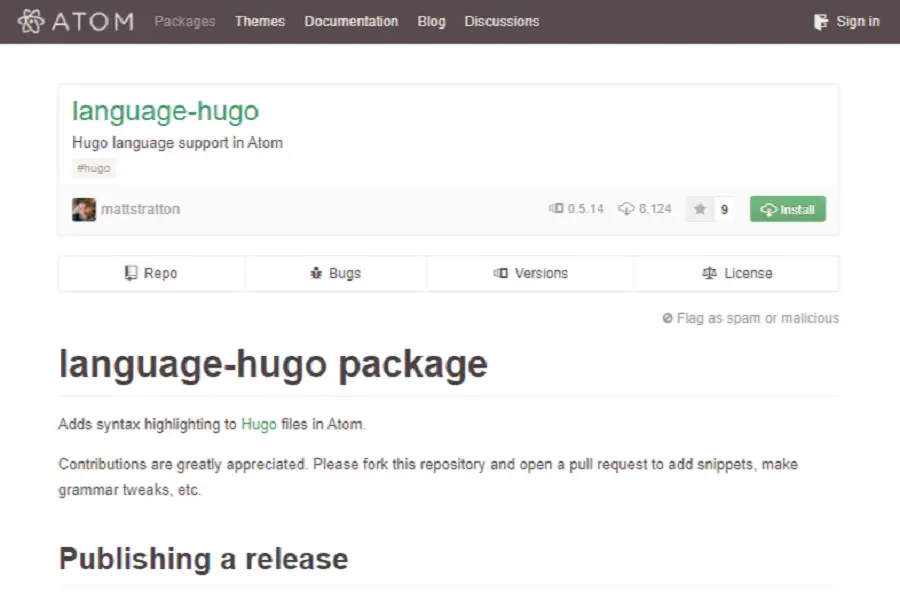 ATOM Packages Themes Documentation Blog Discussions Sign in
language-hugo
Hugo language support in Atom
#hugo
mattstratton 0.5.14 8,124 9 Install
Repo Bugs Versions License
Flag as spam or malicious
language-hugo package
Adds syntax highlighting to Hugo files in Atom.
Contributions are greatly appreciated. Please fork this repository and open a pull request to add snippets, make
grammar tweaks, etc.
Publishing a release